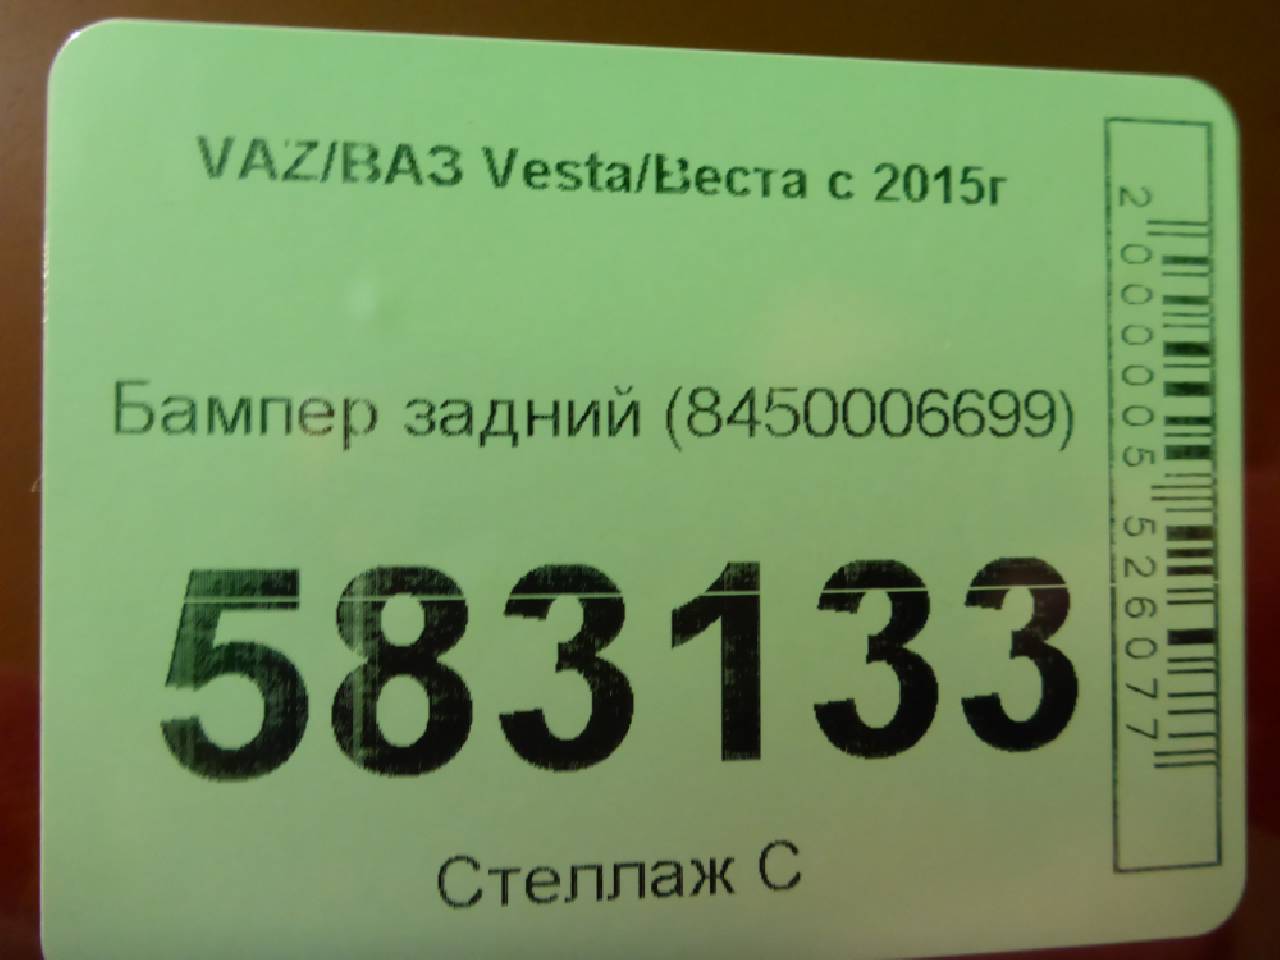 VAZ/ВАЗ Vesta/Веста с 2015г
Бампер задний (8450006699)
583133
Стеллаж С
2000005526077